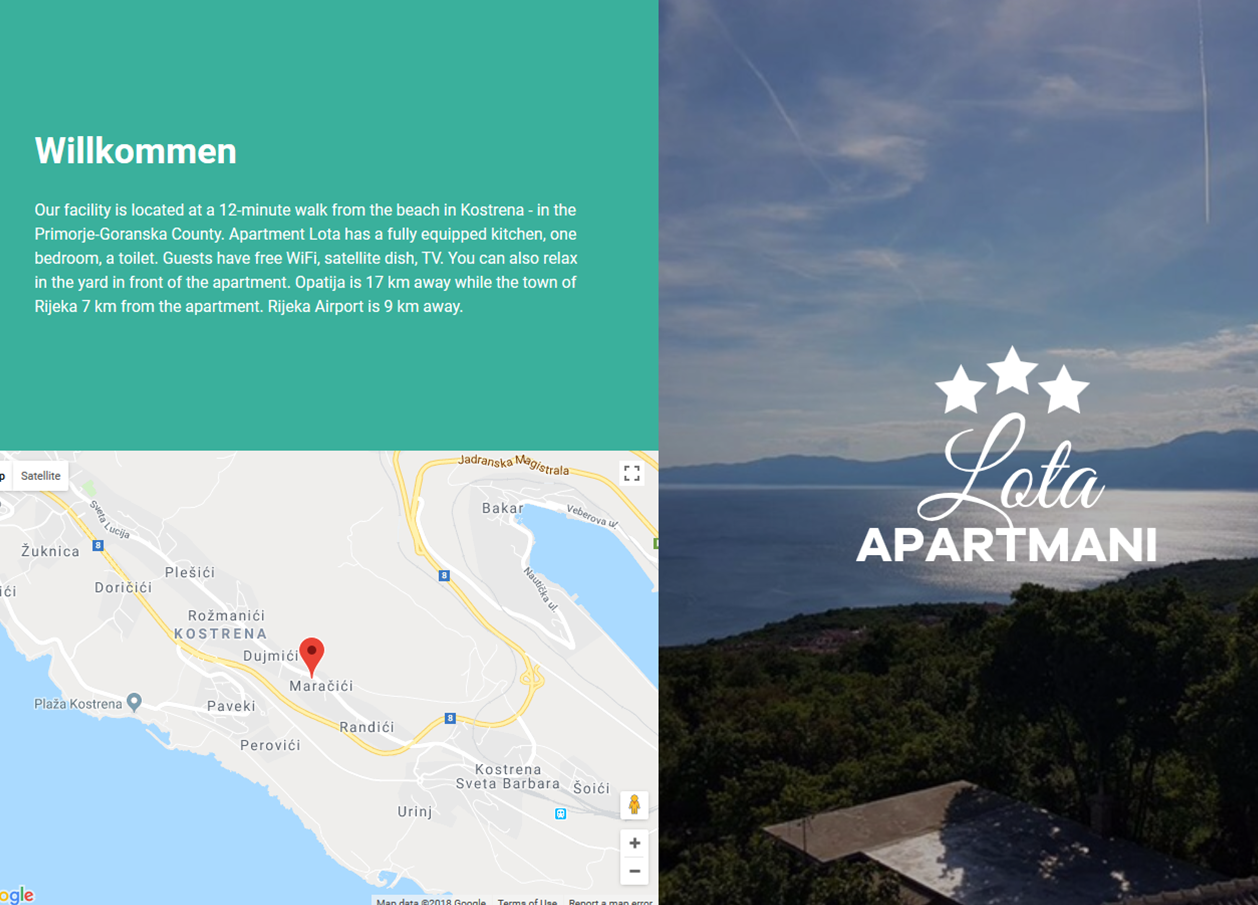 Willkommen
Our facility is located at a 12-minute walk from the beach in Kostrena - in the
Primorje-Goranska County. Apartment Lota has a fully equipped kitchen, one
bedroom, a toilet. Guests have free WiFi, satellite dish, TV. You can also relax
in the yard in front of the apartment. Opatija is 17 km away while the town of
Rijeka 7 km from the apartment. Rijeka Airport is 9 km away.
Lota
APARTMANI
Satellite
Jadranska Magistrala
Bakar
Veberova ul.
Sveta Lucija
8
Žuknica
8
Plešići
Doričići
Nautička ul.
Rožmanići
KOSTRENA
Dujmići
Maračići
Plaža Kostrena
Paveki
8
Randići
Perovići
Kostrena
Sveta Barbara
Šoići
Urinj
Map data ©2018 Google
Terms of Use
Report a map error